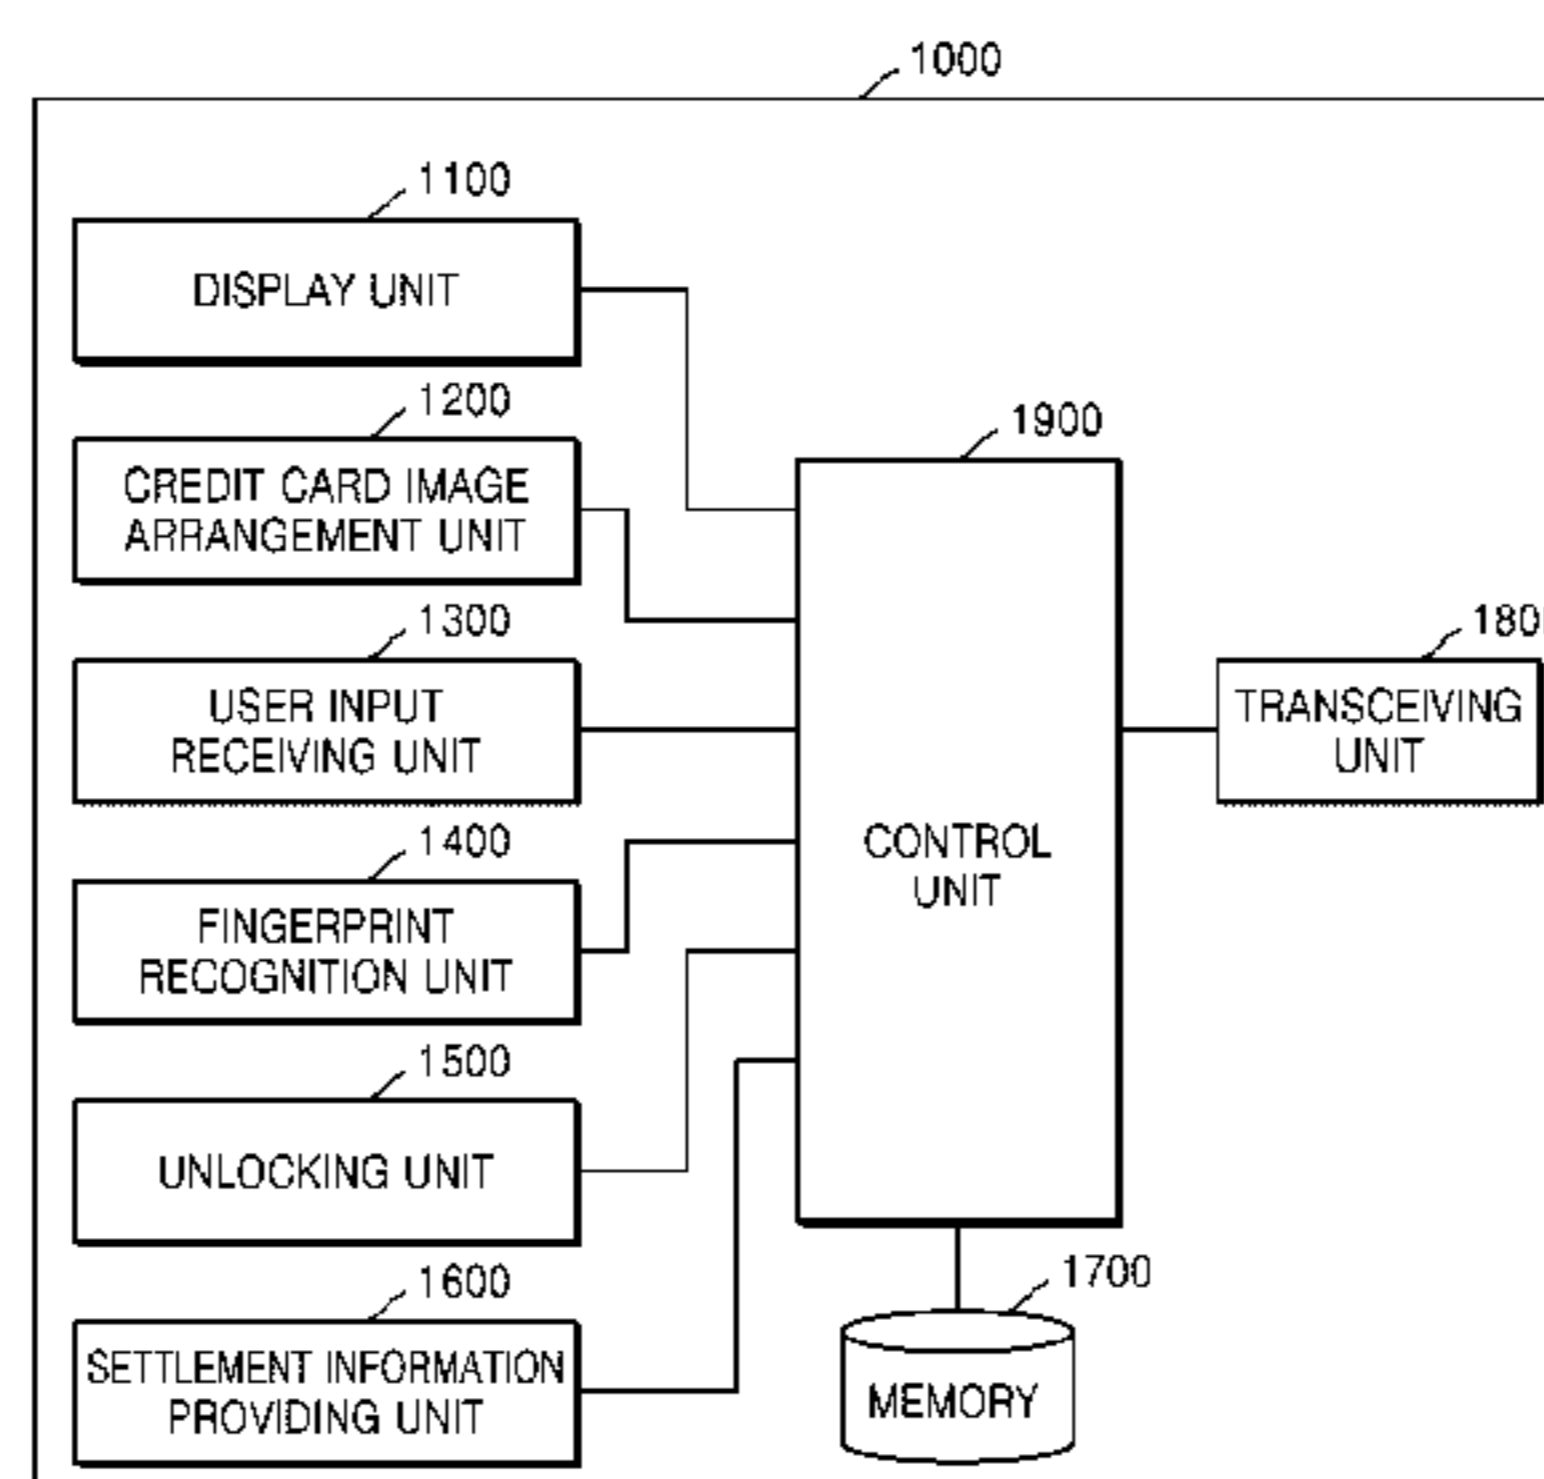 1000
1100
DISPLAY UNIT
1200
CREDIT CARD IMAGE
ARRANGEMENT UNIT
1300
USER INPUT
RECEIVING UNIT
1400
FINGERPRINT
RECOGNITION UNIT
1500
UNLOCKING UNIT
1600
SETTLEMENT INFORMATION
PROVIDING UNIT
1900
CONTROL
UNIT
1700
MEMORY
TRANSCEIVING
UNIT